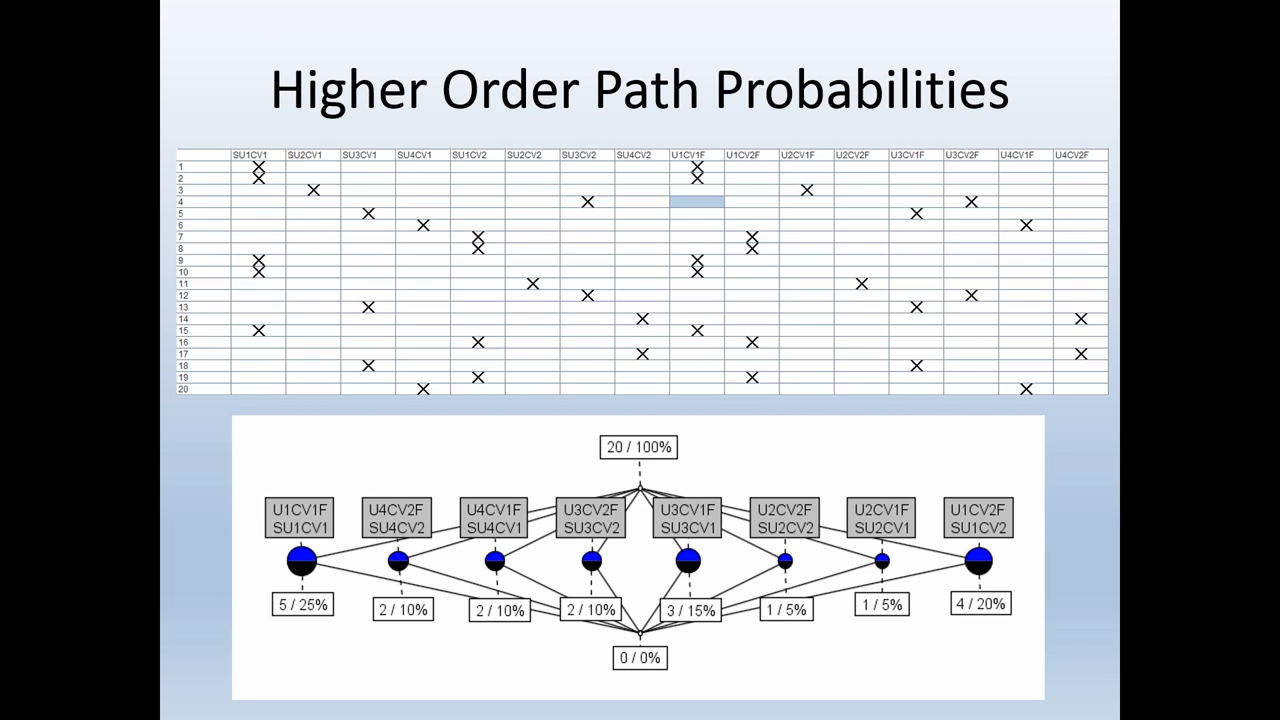 Higher Order Path Probabilities
SU1CV1 SU2CV1 SU3CV1 SU4CV1 SU1CV2 SU2CV2 SU3CV2 SU4CV2 U1CV1F U1CV2F U2CV1F U2CV2F U3CV1F U3CV2F U4CV1F U4CV2F
1
2
3
4
5
6
7
8
9
10
11
12
13
14
15
16
17
18
19
20
20 / 100%
U1CV1F U4CV2F U4CV1F U3CV2F U3CV1F U2CV2F U2CV1F U1CV2F
SU1CV1 SU4CV2 SU4CV1 SU3CV2 SU3CV1 SU2CV2 SU2CV1 SU1CV2
5 / 25% 2 / 10% 2 / 10% 2 / 10% 3 / 15% 1 / 5% 1 / 5% 4 / 20%
0 / 0%